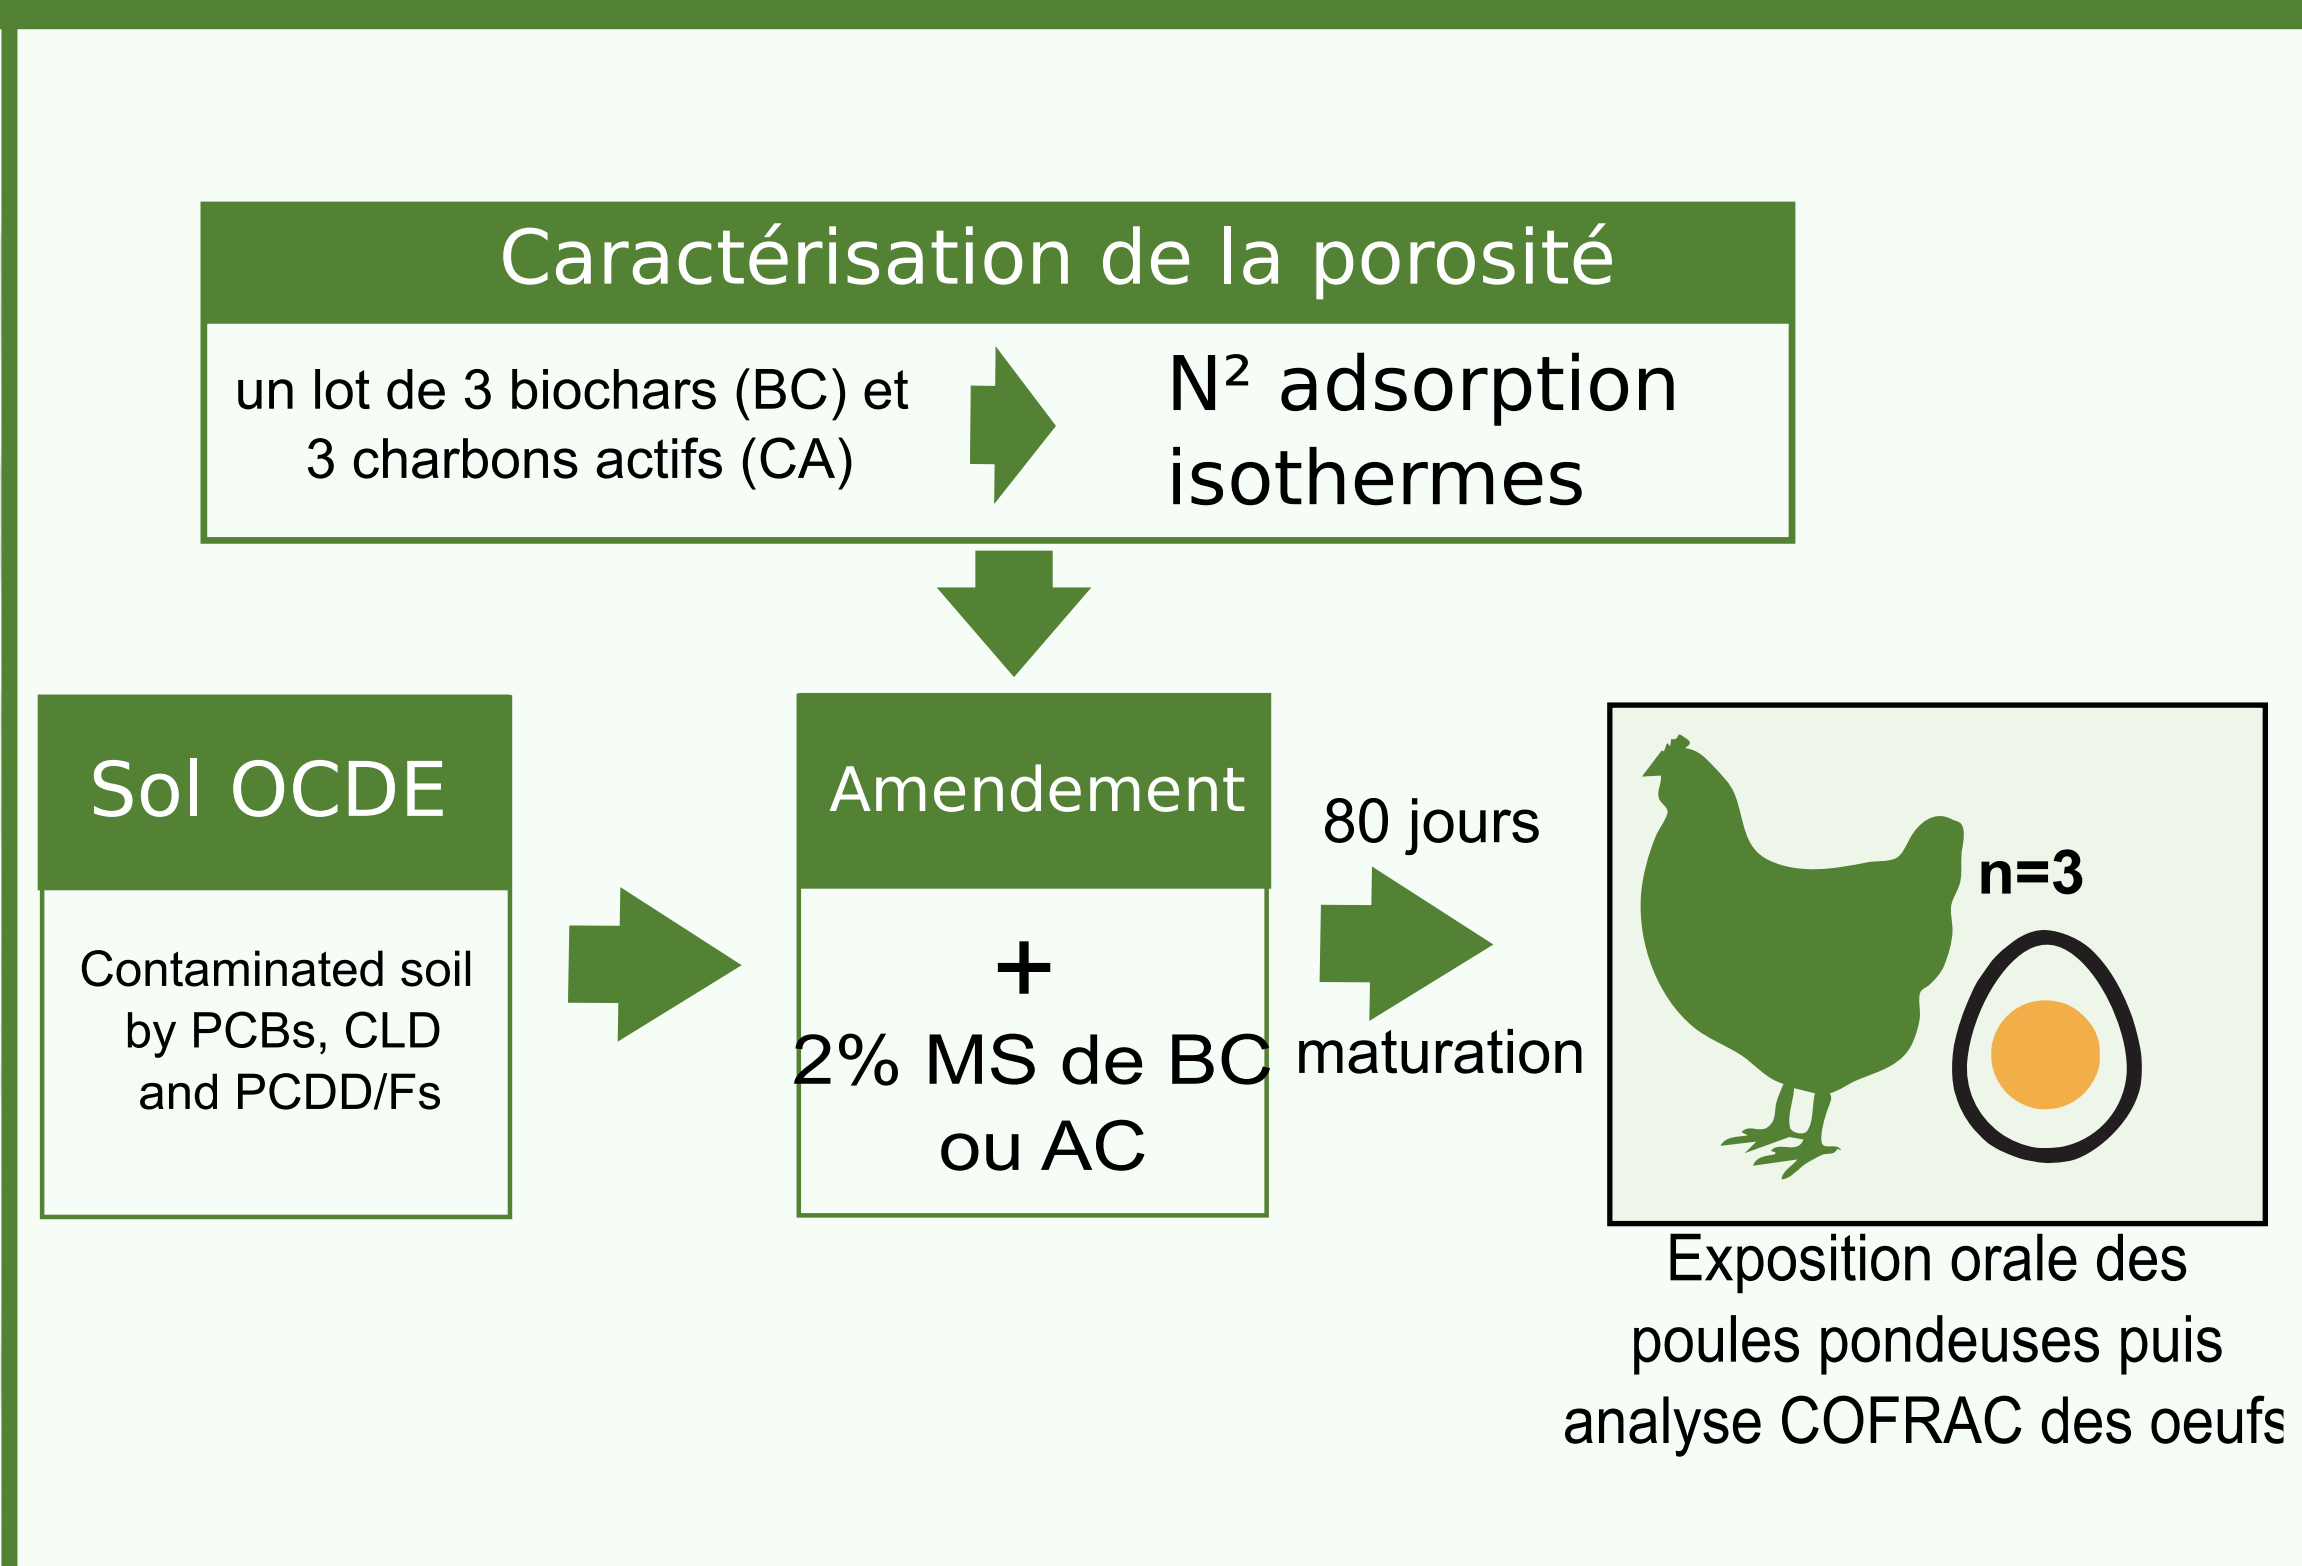 Caractérisation de la porosité
un lot de 3 biochars (BC) et
3 charbons actifs (CA)
N² adsorption
isothermes
Sol OCDE
Contaminated soil
by PCBs, CLD
and PCDD/Fs
Amendement
+
2% MS de BC
ou AC
80 jours
maturation
n=3
Exposition orale des
poules pondeuses puis
analyse COFRAC des oeufs